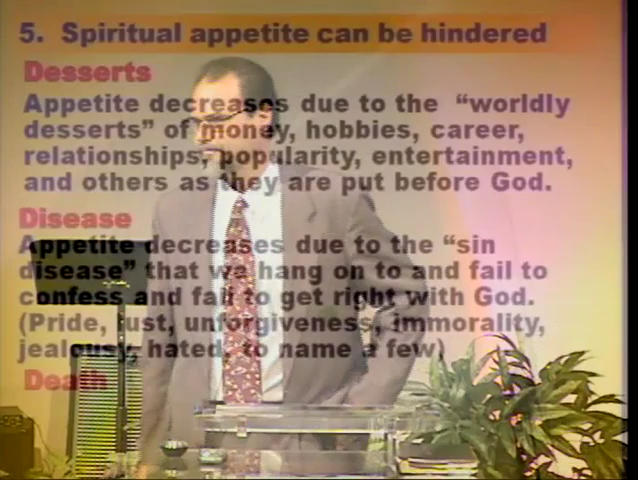 5. Spiritual appetite can be hindered
Desserts
Appetite decreases due to the "worldly
desserts" of money, hobbies, career,
relationships, popularity, entertainment,
and others as they are put before God.
Disease
Appetite decreases due to the "sin
disease" that we hang on to and fail to
confess and fail to get right with God.
(Pride, lust, unforgiveness, immorality,
jealousy, hated, to name a few)
Death